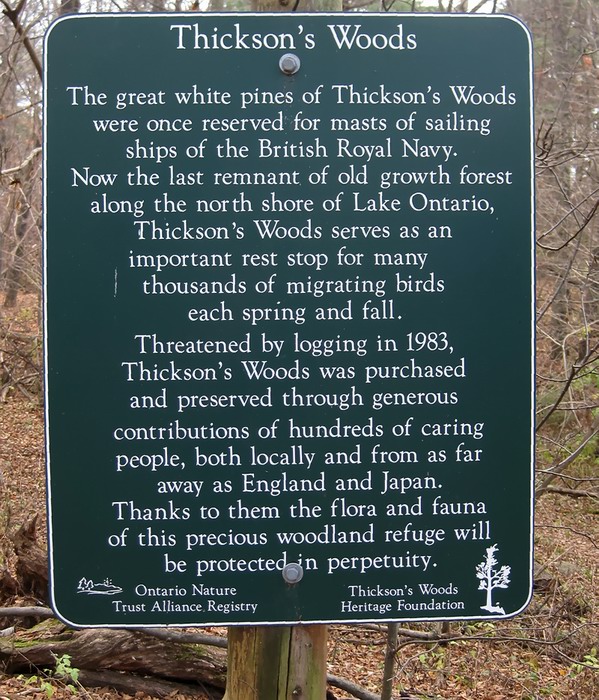 Thickson's Woods
The great white pines of Thickson's Woods
were once reserved for masts of sailing
ships of the British Royal Navy.
Now the last remnant of old growth forest
along the north shore of Lake Ontario,
Thickson's Woods serves as an
important rest stop for many
thousands of migrating birds
each spring and fall.
Threatened by logging in 1983,
Thickson's Woods was purchased
and preserved through generous
contributions of hundreds of caring
people, both locally and from as far
away as England and Japan.
Thanks to them the flora and fauna
of this precious woodland refuge will
be protected in perpetuity.
Ontario Nature
Trust Alliance Registry
Thickson's Woods
Heritage Foundation